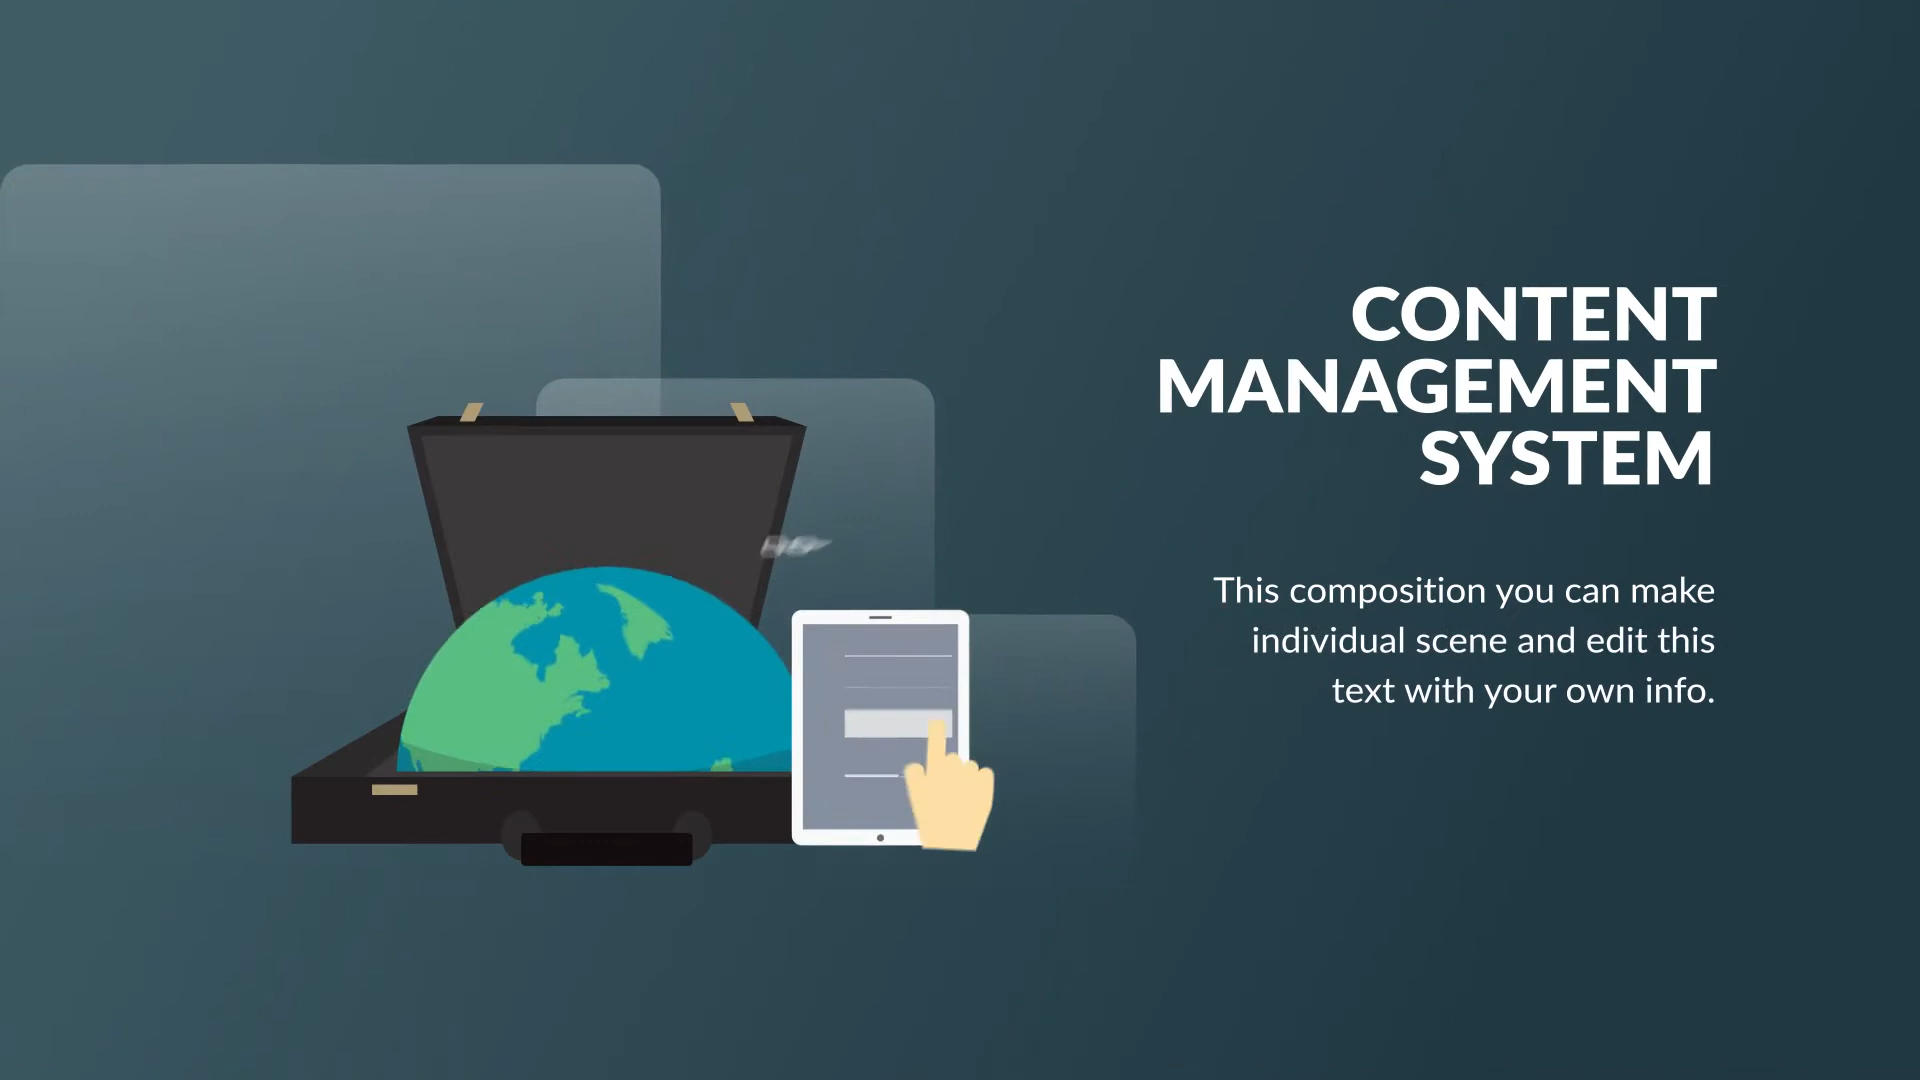 CONTENT
MANAGEMENT
SYSTEM
This composition you can make
individual scene and edit this
text with your own info.